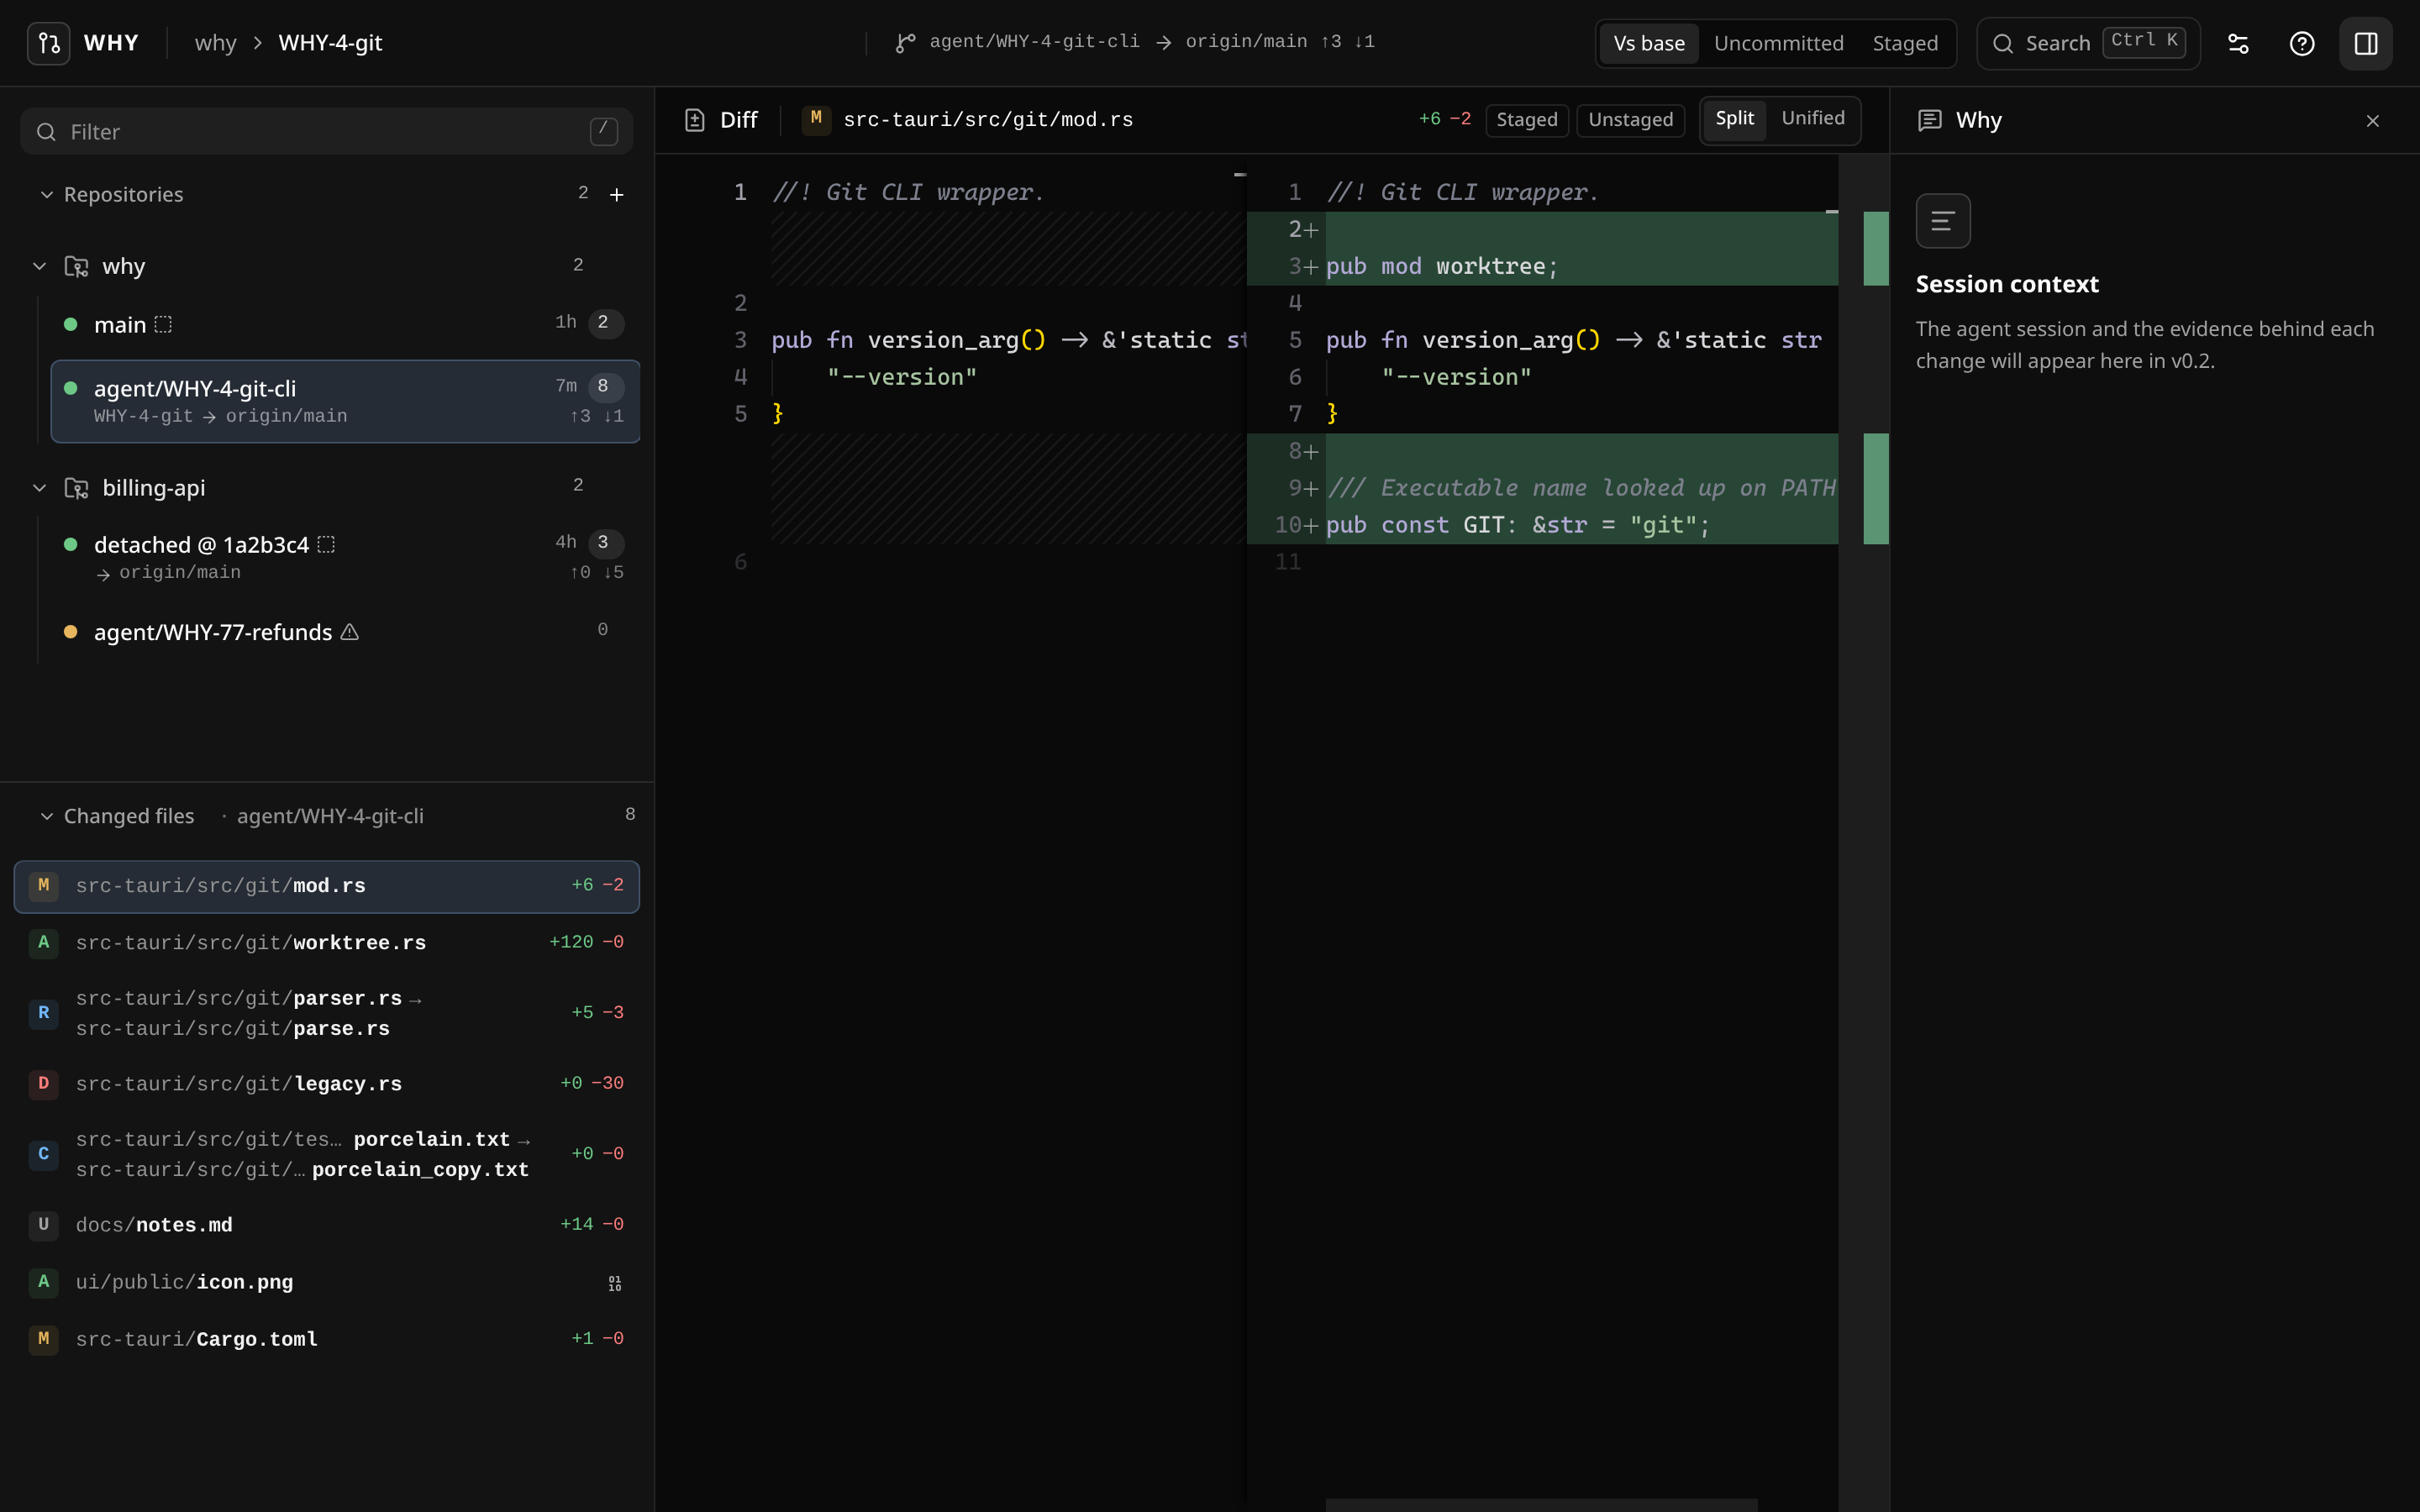 WHY why > WHY-4-git agent/WHY-4-git-cli → origin/main ↑3 ↓1 Vs base Uncommitted Staged Search Ctrl K
Filter /
Repositories 2 +
why 2
main 1h 2
agent/WHY-4-git-cli 7m 8
WHY-4-git → origin/main ↑3 ↓1
billing-api 2
detached @ 1a2b3c4 4h 3
→ origin/main ↑0 ↓5
agent/WHY-77-refunds 0
Changed files · agent/WHY-4-git-cli 8
M src-tauri/src/git/mod.rs +6 −2
A src-tauri/src/git/worktree.rs +120 −0
R src-tauri/src/git/parser.rs →
src-tauri/src/git/parse.rs +5 −3
D src-tauri/src/git/legacy.rs +0 −30
C src-tauri/src/git/tes… porcelain.txt →
src-tauri/src/git/… porcelain_copy.txt +0 −0
U docs/notes.md +14 −0
A ui/public/icon.png 01 10
M src-tauri/Cargo.toml +1 −0
Diff M src-tauri/src/git/mod.rs +6 −2 Staged Unstaged Split Unified
1 //! Git CLI wrapper.
2
3 pub fn version_arg() -> &'static st
4 "--version"
5 }
6
1 //! Git CLI wrapper.
2+
3+ pub mod worktree;
4
5 pub fn version_arg() -> &'static str
6 "--version"
7 }
8+
9+ /// Executable name looked up on PATH
10+ pub const GIT: &str = "git";
11
Why
Session context
The agent session and the evidence behind each
change will appear here in v0.2.